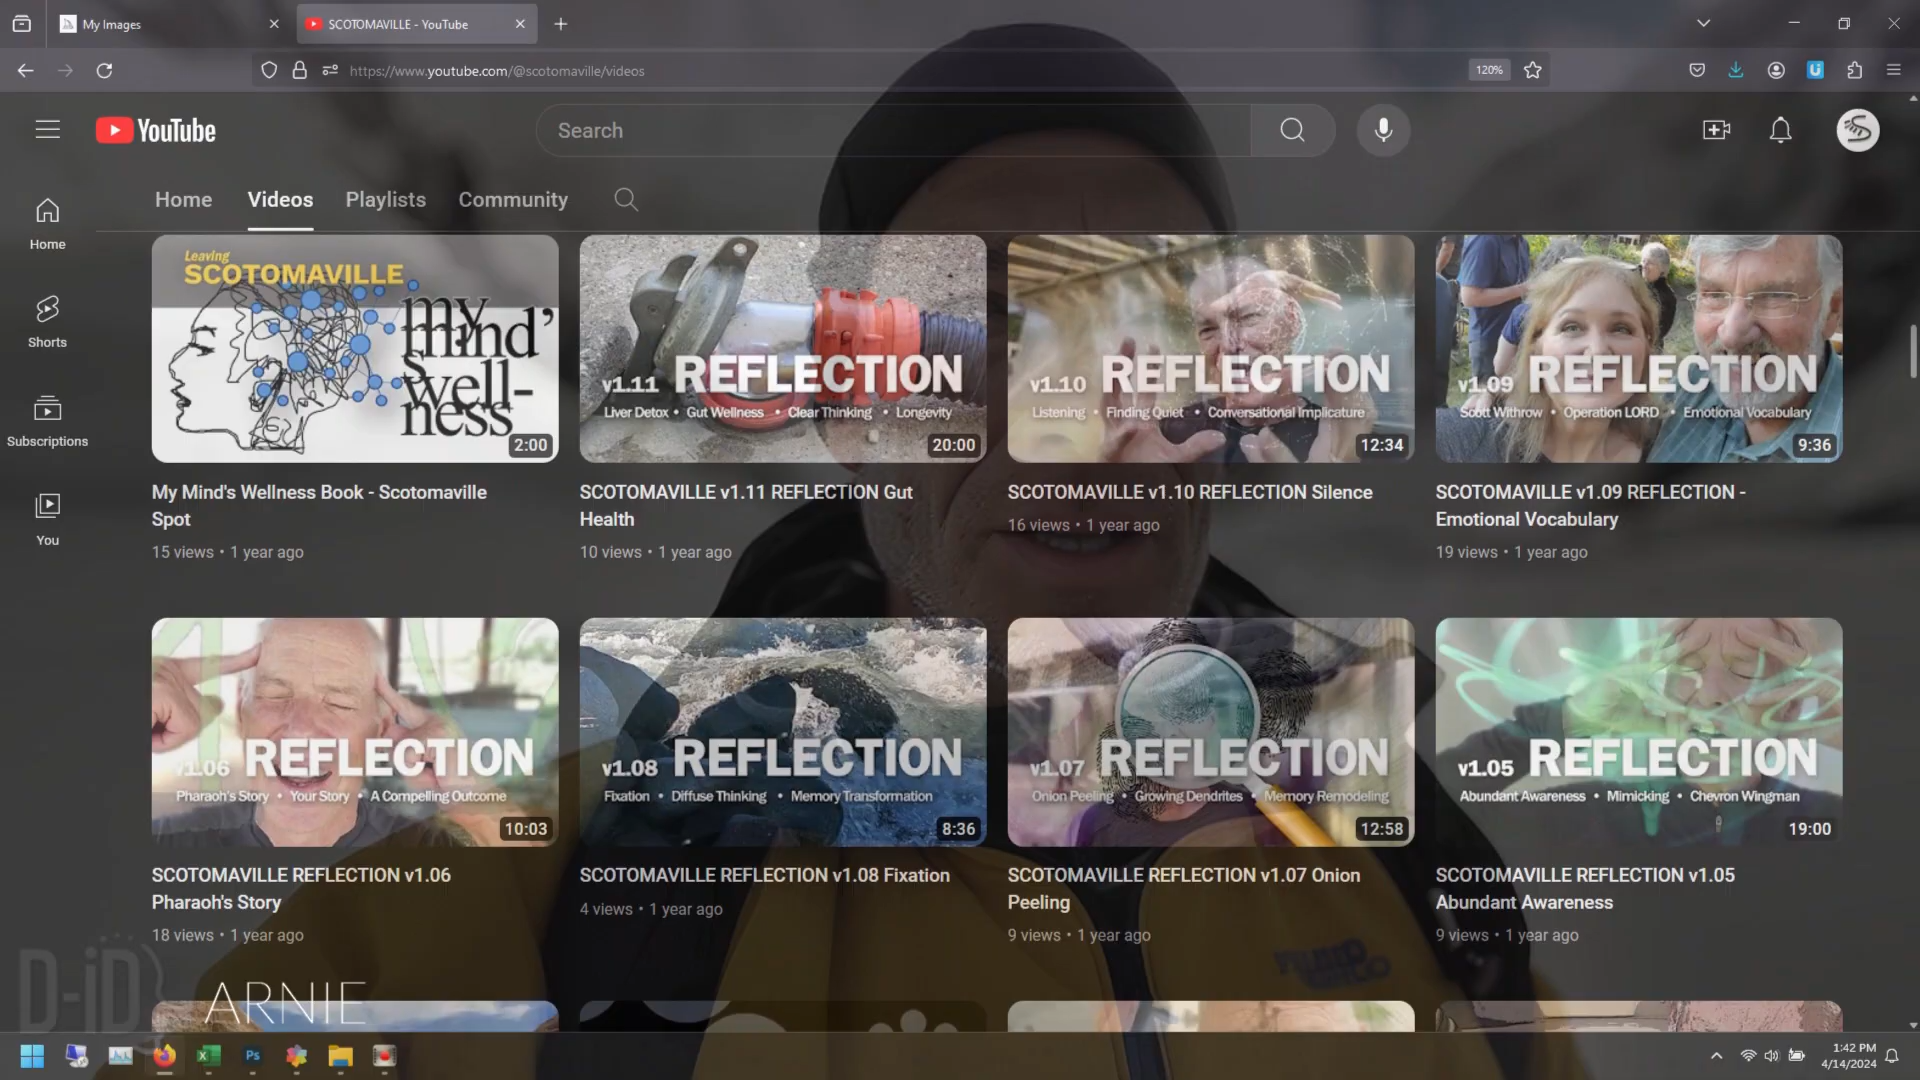 My Images
SCOTOMAVILLE - YouTube
https://www.youtube.com/@scotomaville/videos
120%
YouTube
Search
Home
Videos
Playlists
Community
Home
Shorts
Subscriptions
You
Leaving
SCOTOMAVILLE
my
mind'
s
well-
ness
2:00
v1.11 REFLECTION
Liver Detox • Gut Wellness • Clear Thinking • Longevity
20:00
v1.10 REFLECTION
Listening • Finding Quiet • Conversational Implicature
12:34
v1.09 REFLECTION
Scott Withrow • Operation LORD • Emotional Vocabulary
9:36
My Mind's Wellness Book - Scotomaville
Spot
15 views • 1 year ago
SCOTOMAVILLE v1.11 REFLECTION Gut
Health
10 views • 1 year ago
SCOTOMAVILLE v1.10 REFLECTION Silence
16 views • 1 year ago
SCOTOMAVILLE v1.09 REFLECTION -
Emotional Vocabulary
19 views • 1 year ago
v1.06 REFLECTION
Pharaoh's Story • Your Story • A Compelling Outcome
10:03
v1.08 REFLECTION
Fixation • Diffuse Thinking • Memory Transformation
8:36
v1.07 REFLECTION
Onion Peeling • Growing Dendrites • Memory Remodeling
12:58
v1.05 REFLECTION
Abundant Awareness • Mimicking • Chevron Wingman
19:00
SCOTOMAVILLE REFLECTION v1.06
Pharaoh's Story
18 views • 1 year ago
SCOTOMAVILLE REFLECTION v1.08 Fixation
4 views • 1 year ago
SCOTOMAVILLE REFLECTION v1.07 Onion
Peeling
9 views • 1 year ago
SCOTOMAVILLE REFLECTION v1.05
Abundant Awareness
9 views • 1 year ago
D-iD
ARNIE
Ps
1:42 PM
4/14/2024